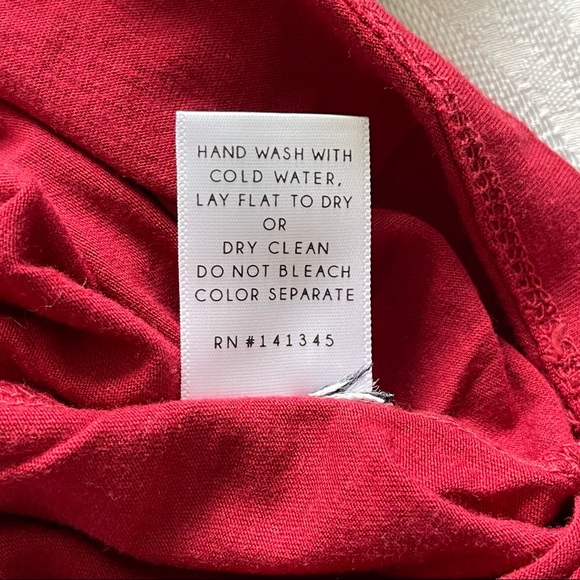 HAND WASH WITH
COLD WATER,
LAY FLAT TO DRY
OR
DRY CLEAN
DO NOT BLEACH
COLOR SEPARATE
RN #141345